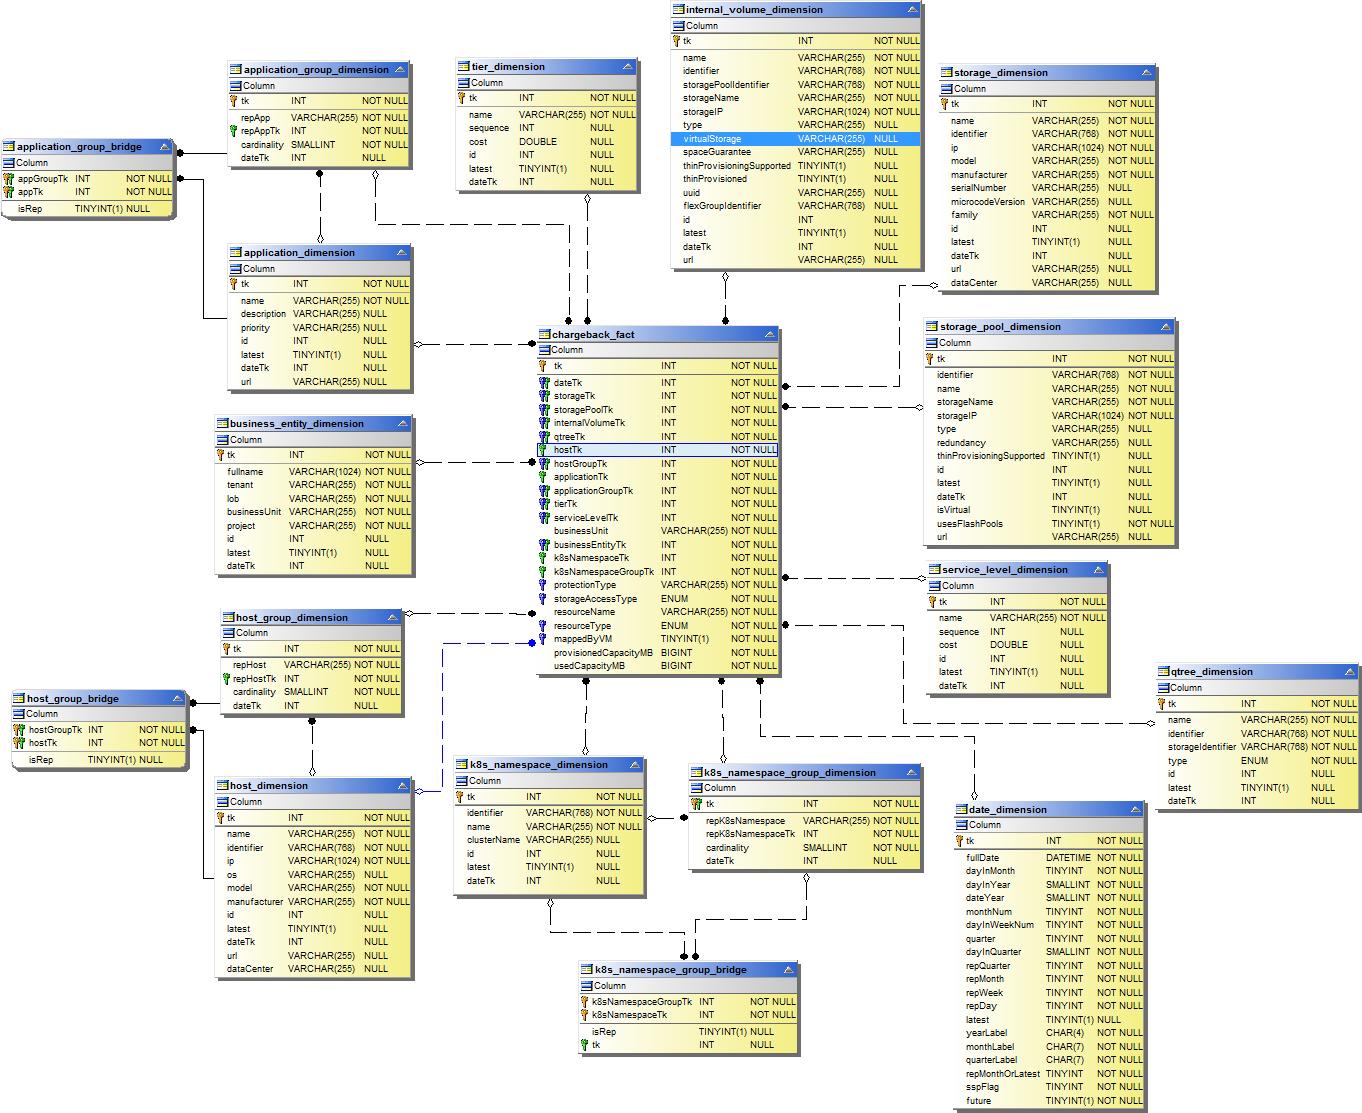 application_group_bridge
Column
appGroupTk INT NOT NULL
appTk INT NOT NULL
isRep TINYINT(1) NULL
application_group_dimension
Column
tk INT NOT NULL
repApp VARCHAR(255) NOT NULL
repAppTk INT NOT NULL
cardinality SMALLINT NOT NULL
dateTk INT NULL
tier_dimension
Column
tk INT NOT NULL
name VARCHAR(255) NOT NULL
sequence INT NULL
cost DOUBLE NULL
id INT NULL
latest TINYINT(1) NULL
dateTk INT NULL
internal_volume_dimension
Column
tk INT NOT NULL
name VARCHAR(255) NOT NULL
identifier VARCHAR(768) NOT NULL
storagePoolIdentifier VARCHAR(768) NOT NULL
storageName VARCHAR(255) NOT NULL
storageIP VARCHAR(1024) NOT NULL
type VARCHAR(255) NULL
virtualStorage VARCHAR(255) NULL
spaceGuarantee VARCHAR(255) NULL
thinProvisioningSupported TINYINT(1) NULL
thinProvisioned TINYINT(1) NULL
uuid VARCHAR(255) NULL
flexGroupIdentifier VARCHAR(768) NULL
id INT NULL
latest TINYINT(1) NULL
dateTk INT NULL
url VARCHAR(255) NULL
storage_dimension
Column
tk INT NOT NULL
name VARCHAR(255) NOT NULL
identifier VARCHAR(768) NOT NULL
ip VARCHAR(1024) NOT NULL
model VARCHAR(255) NOT NULL
manufacturer VARCHAR(255) NOT NULL
serialNumber VARCHAR(255) NULL
microcodeVersion VARCHAR(255) NULL
family VARCHAR(255) NOT NULL
id INT NULL
latest TINYINT(1) NULL
dateTk INT NULL
url VARCHAR(255) NULL
dataCenter VARCHAR(255) NULL
application_dimension
Column
tk INT NOT NULL
name VARCHAR(255) NOT NULL
description VARCHAR(255) NULL
priority VARCHAR(255) NULL
id INT NULL
latest TINYINT(1) NULL
dateTk INT NULL
url VARCHAR(255) NULL
chargeback_fact
Column
tk INT NOT NULL
dateTk INT NOT NULL
storageTk INT NOT NULL
storagePoolTk INT NOT NULL
internalVolumeTk INT NOT NULL
qtreeTk INT NOT NULL
hostTk INT NOT NULL
hostGroupTk INT NOT NULL
applicationTk INT NOT NULL
applicationGroupTk INT NOT NULL
tierTk INT NOT NULL
serviceLevelTk INT NOT NULL
businessUnit VARCHAR(255) NOT NULL
businessEntityTk INT NOT NULL
k8sNamespaceTk INT NOT NULL
k8sNamespaceGroupTk INT NOT NULL
protectionType VARCHAR(255) NOT NULL
storageAccessType ENUM NOT NULL
resourceName VARCHAR(255) NOT NULL
resourceType ENUM NOT NULL
mappedByVM TINYINT(1) NOT NULL
provisionedCapacityMB BIGINT NOT NULL
usedCapacityMB BIGINT NOT NULL
storage_pool_dimension
Column
tk INT NOT NULL
identifier VARCHAR(768) NOT NULL
name VARCHAR(255) NOT NULL
storageName VARCHAR(255) NOT NULL
storageIP VARCHAR(1024) NOT NULL
type VARCHAR(255) NULL
redundancy VARCHAR(255) NULL
thinProvisioningSupported TINYINT(1) NULL
id INT NULL
latest TINYINT(1) NULL
dateTk INT NULL
isVirtual TINYINT(1) NULL
usesFlashPools TINYINT(1) NOT NULL
url VARCHAR(255) NULL
business_entity_dimension
Column
tk INT NOT NULL
fullname VARCHAR(1024) NOT NULL
tenant VARCHAR(255) NOT NULL
lob VARCHAR(255) NOT NULL
businessUnit VARCHAR(255) NOT NULL
project VARCHAR(255) NOT NULL
id INT NULL
latest TINYINT(1) NULL
dateTk INT NULL
service_level_dimension
Column
tk INT NOT NULL
name VARCHAR(255) NOT NULL
sequence INT NULL
cost DOUBLE NULL
id INT NULL
latest TINYINT(1) NULL
dateTk INT NULL
host_group_dimension
Column
tk INT NOT NULL
repHost VARCHAR(255) NOT NULL
repHostTk INT NOT NULL
cardinality SMALLINT NOT NULL
dateTk INT NULL
host_group_bridge
Column
hostGroupTk INT NOT NULL
hostTk INT NOT NULL
isRep TINYINT(1) NULL
qtree_dimension
Column
tk INT NOT NULL
name VARCHAR(255) NOT NULL
identifier VARCHAR(768) NOT NULL
storageIdentifier VARCHAR(768) NOT NULL
type ENUM NOT NULL
id INT NULL
latest TINYINT(1) NULL
dateTk INT NULL
host_dimension
Column
tk INT NOT NULL
name VARCHAR(255) NOT NULL
identifier VARCHAR(768) NOT NULL
ip VARCHAR(1024) NOT NULL
os VARCHAR(255) NULL
model VARCHAR(255) NOT NULL
manufacturer VARCHAR(255) NOT NULL
id INT NULL
latest TINYINT(1) NULL
dateTk INT NULL
url VARCHAR(255) NULL
dataCenter VARCHAR(255) NULL
k8s_namespace_dimension
Column
tk INT NOT NULL
identifier VARCHAR(768) NOT NULL
name VARCHAR(255) NOT NULL
clusterName VARCHAR(255) NULL
id INT NULL
latest TINYINT(1) NULL
dateTk INT NULL
k8s_namespace_group_dimension
Column
tk INT NOT NULL
repK8sNamespace VARCHAR(255) NOT NULL
repK8sNamespaceTk INT NOT NULL
cardinality SMALLINT NOT NULL
dateTk INT NULL
date_dimension
Column
tk INT NOT NULL
fullDate DATETIME NOT NULL
dayInMonth TINYINT NOT NULL
dayInYear SMALLINT NOT NULL
dateYear SMALLINT NOT NULL
monthNum TINYINT NOT NULL
dayInWeekNum TINYINT NOT NULL
quarter TINYINT NOT NULL
dayInQuarter SMALLINT NOT NULL
repQuarter TINYINT NOT NULL
repMonth TINYINT NOT NULL
repWeek TINYINT NOT NULL
repDay TINYINT NOT NULL
latest TINYINT(1) NULL
yearLabel CHAR(4) NOT NULL
monthLabel CHAR(7) NOT NULL
quarterLabel CHAR(7) NOT NULL
repMonthOrLatest TINYINT NOT NULL
sspFlag TINYINT NOT NULL
future TINYINT(1) NOT NULL
k8s_namespace_group_bridge
Column
k8sNamespaceGroupTk INT NOT NULL
k8sNamespaceTk INT NOT NULL
isRep TINYINT(1) NULL
tk INT NULL